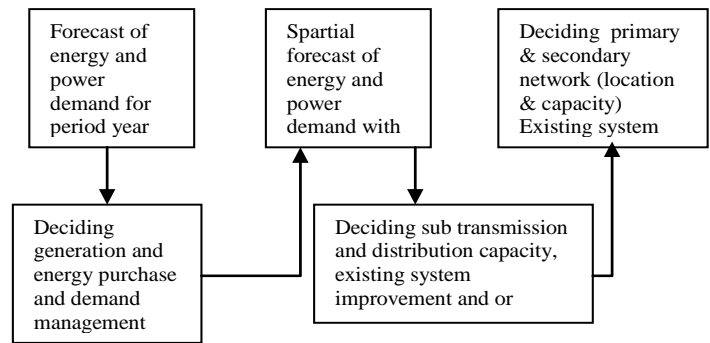 Forecast of
energy and
power
demand for
period year
Deciding
generation and
energy purchase
and demand
management
Spartial
forecast of
energy and
power
demand with
Deciding sub transmission
and distribution capacity,
existing system
improvement and or
Deciding primary
& secondary
network (location
& capacity)
Existing system